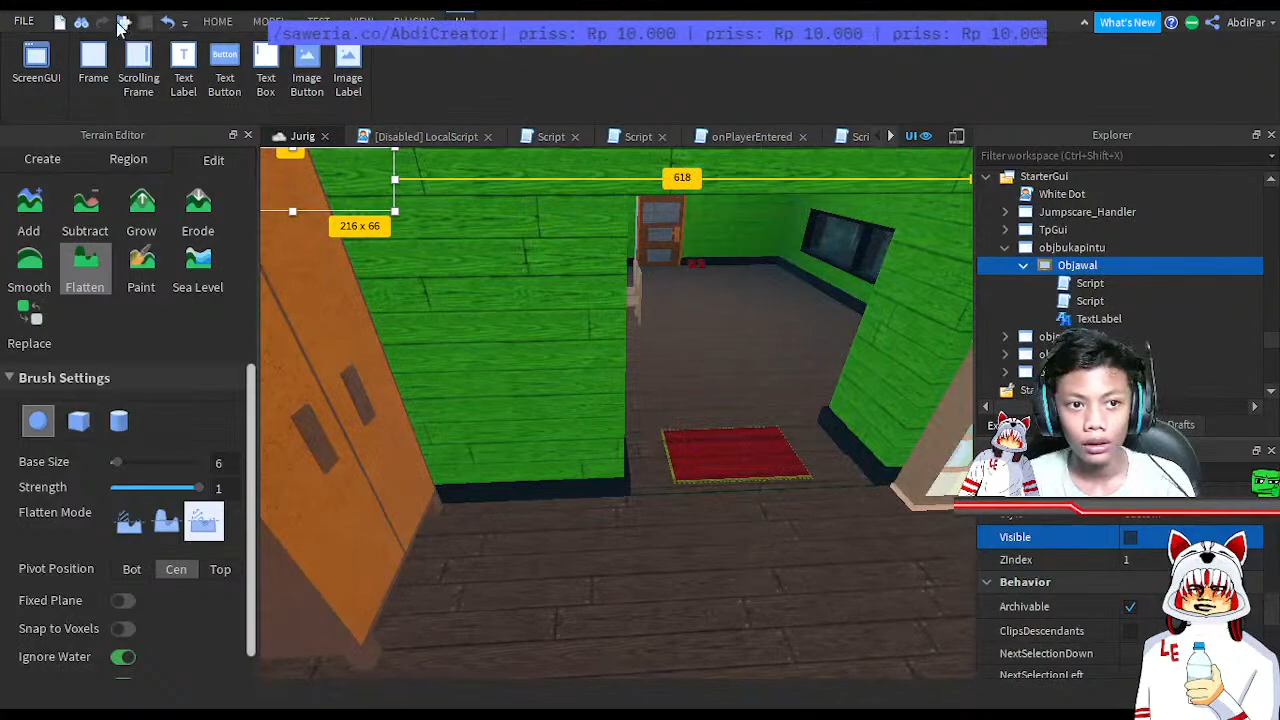 FILE
HOME
/saweria.co/AbdiCreator| priss: Rp 10.000 | priss: Rp 10.000 | priss: Rp 10.000
What's New
AbdiPar
ScreenGUI
Frame
Scrolling Frame
Text Label
Text Button
Text Box
Image Button
Image Label
Button
Terrain Editor
Jurig
[Disabled] LocalScript
Script
Script
onPlayerEntered
Scri
UI
Explorer
Create
Region
Edit
Filter workspace (Ctrl+Shift+X)
618
216 x 66
StarterGui
White Dot
Jumpscare_Handler
TpGui
objbukapintu
Objawal
Script
Script
TextLabel
Add
Subtract
Grow
Erode
Smooth
Flatten
Paint
Sea Level
Replace
Drafts
Brush Settings
Base Size
6
Strength
1
Flatten Mode
Pivot Position
Bot
Cen
Top
Fixed Plane
Snap to Voxels
Ignore Water
Visible
ZIndex
1
Behavior
Archivable
ClipsDescendants
NextSelectionDown
NextSelectionLeft
LE
LE